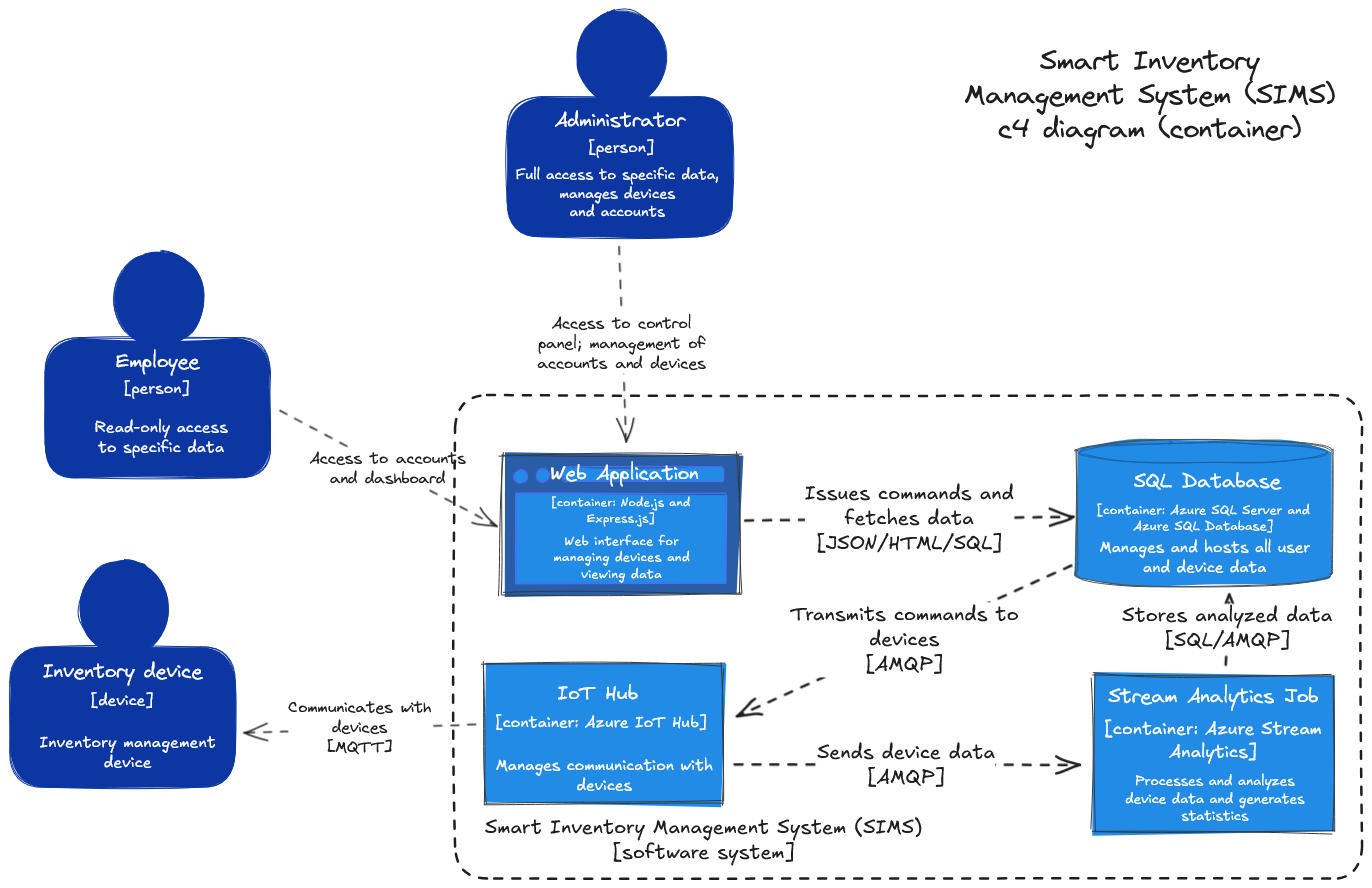 Smart Inventory
Management System (SIMS)
c4 diagram (container)
Administrator
[person]
Full access to specific data,
manages devices
and accounts
Employee
[person]
Read-only access
to specific data
Access to control
panel; management of
accounts and devices
Access to accounts
and dashboard
Web Application
[container: Node.js and
Express.js]
Web interface for
managing devices and
viewing data
Issues commands and
fetches data
[JSON/HTML/SQL]
SQL Database
[container: Azure SQL Server and
Azure SQL Database]
Manages and hosts all user
and device data
Transmits commands to
devices
[AMQP]
Stores analyzed data
[SQL/AMQP]
Inventory device
[device]
Inventory management
device
Communicates with
devices
[MQTT]
IoT Hub
[container: Azure IoT Hub]
Manages communication with
devices
Sends device data
[AMQP]
Stream Analytics Job
[container: Azure Stream
Analytics]
Processes and analyzes
device data and generates
statistics
Smart Inventory Management System (SIMS)
[software system]